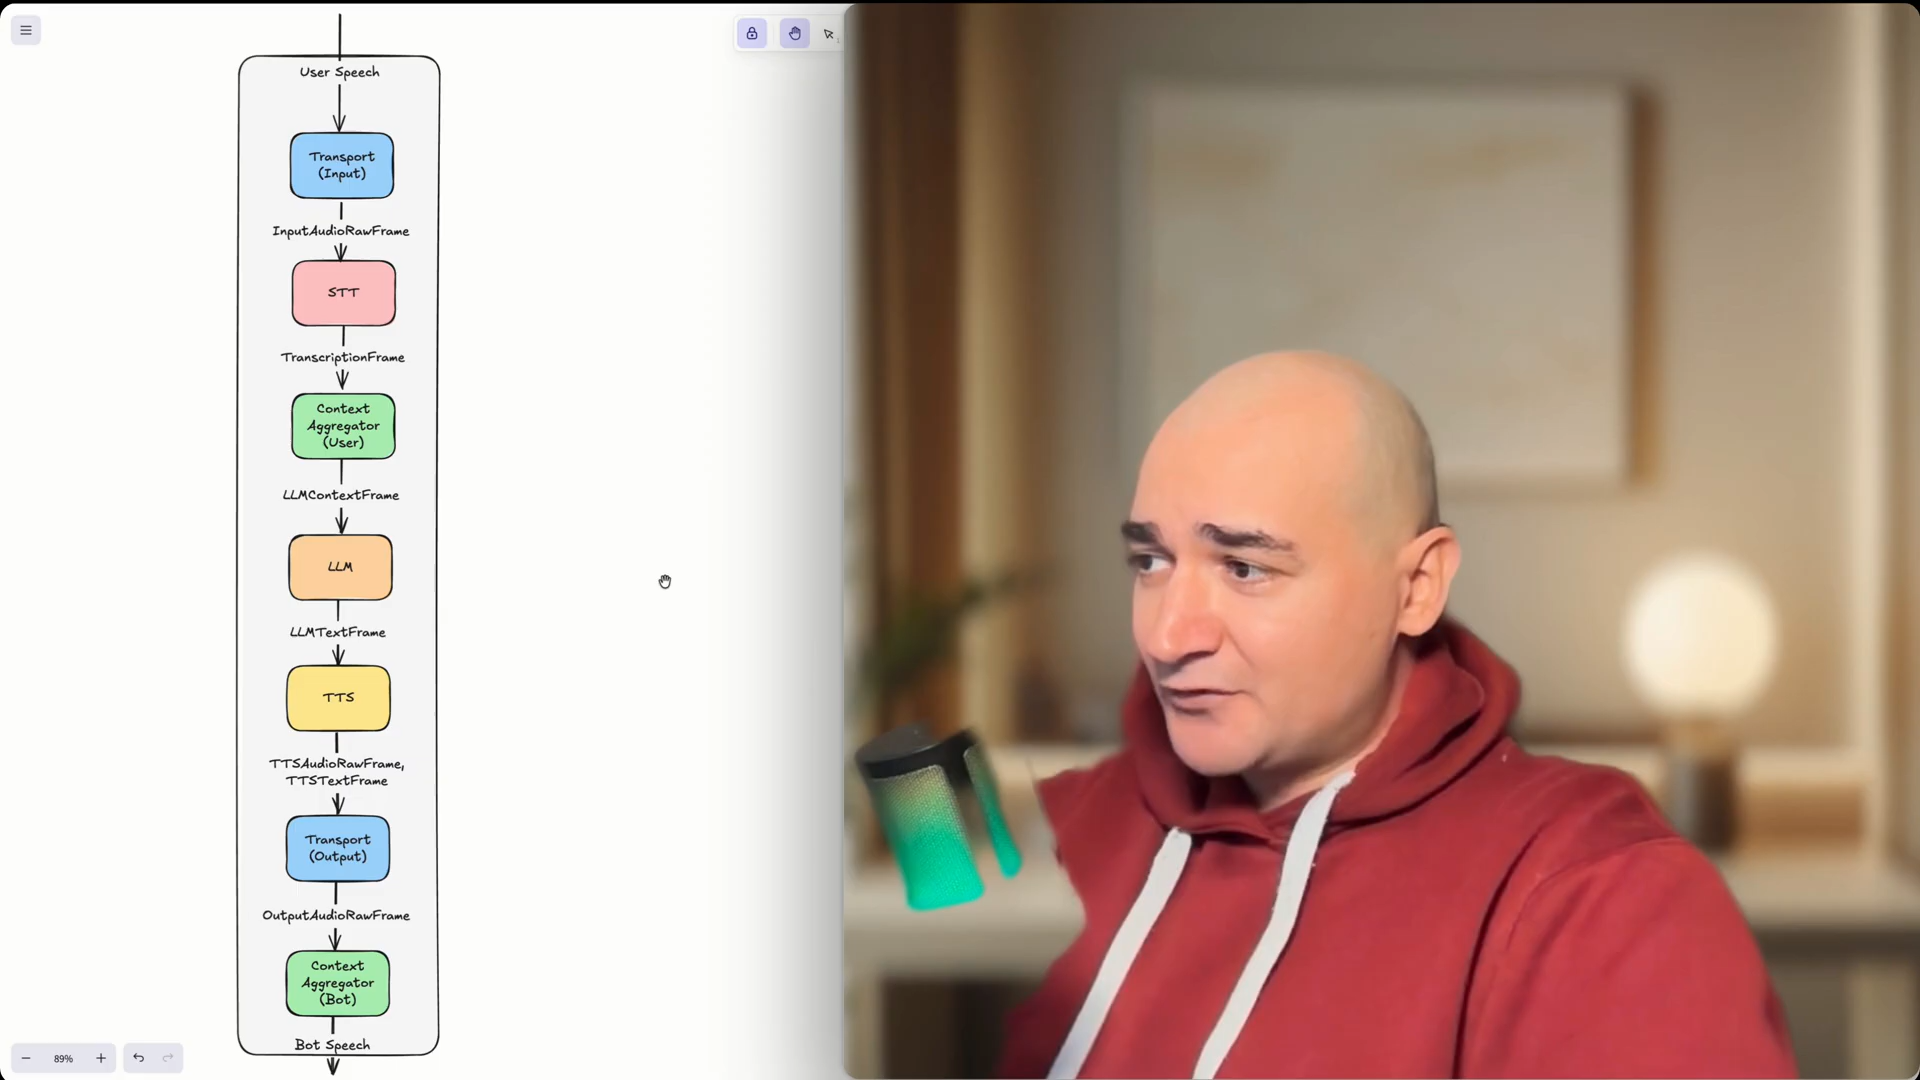 User Speech
Transport
(Input)
InputAudioRawFrame
STT
TranscriptionFrame
Context
Aggregator
(User)
LLMContextFrame
LLM
LLMTextFrame
TTS
TTSAudioRawFrame,
TTSTextFrame
Transport
(Output)
OutputAudioRawFrame
Context
Aggregator
(Bot)
Bot Speech
89%